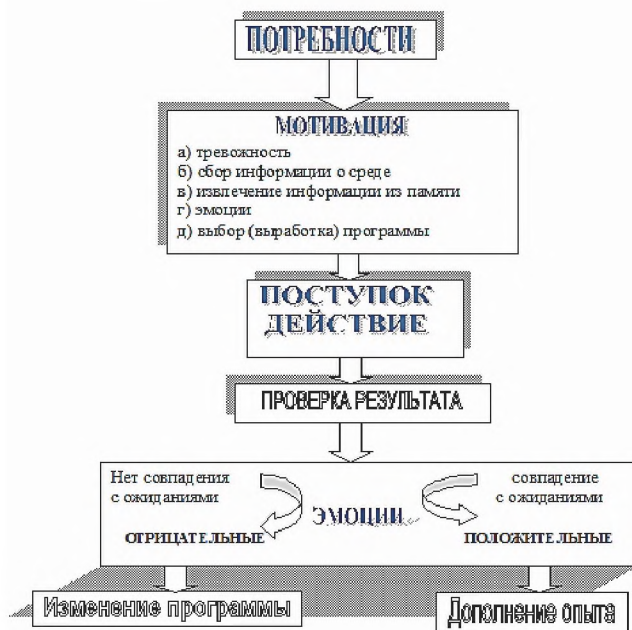 ПОТРЕБНОСТИ
МОТИВАЦИЯ
а) тревожность
б) сбор информации о среде
в) извлечение информации из памяти
г) эмоции
д) выбор (выработка) программы
ПОСТУПОК
ДЕЙСТВИЕ
ПРОВЕРКА РЕЗУЛЬТАТА
Нет совпадения
с ожиданиями
совпадение
с ожиданиями
ЭМОЦИИ
ОТРИЦАТЕЛЬНЫЕ
ПОЛОЖИТЕЛЬНЫЕ
Изменение программы
Дополнение опыта